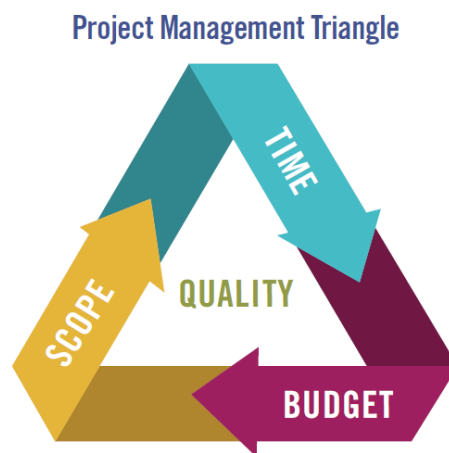 Project Management Triangle
TIME
QUALITY
SCOPE
BUDGET